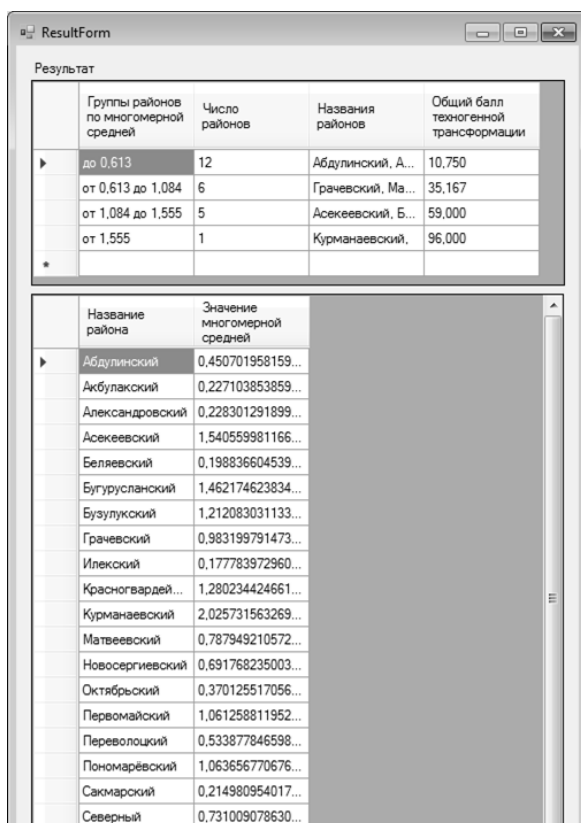 ResultForm
Результат
Группы районов по многомерной средней | Число районов | Названия районов | Общий балл техногенной трансформации
до 0,613 | 12 | Абдулинский, А... | 10,750
от 0,613 до 1,084 | 6 | Грачевский, Ма... | 35,167
от 1,084 до 1,555 | 5 | Асекеевский, Б... | 59,000
от 1,555 | 1 | Курманаевский, | 96,000
Название района | Значение многомерной средней
Абдулинский | 0,450701958159...
Акбулакский | 0,227103853859...
Александровский | 0,228301291899...
Асекеевский | 1,540559981166...
Беляевский | 0,198836604539...
Бугурусланский | 1,462174623834...
Бузулукский | 1,212083031133...
Грачевский | 0,983199791473...
Илекский | 0,177783972960...
Красногвардей... | 1,280234424661...
Курманаевский | 2,025731563269...
Матвеевский | 0,787949210572...
Новосергиевский | 0,691768235003...
Октябрьский | 0,370125517056...
Первомайский | 1,061258811952...
Переволоцкий | 0,533877846598...
Пономарёвский | 1,063656770676...
Сакмарский | 0,214980954017...
Северный | 0,731009078630...